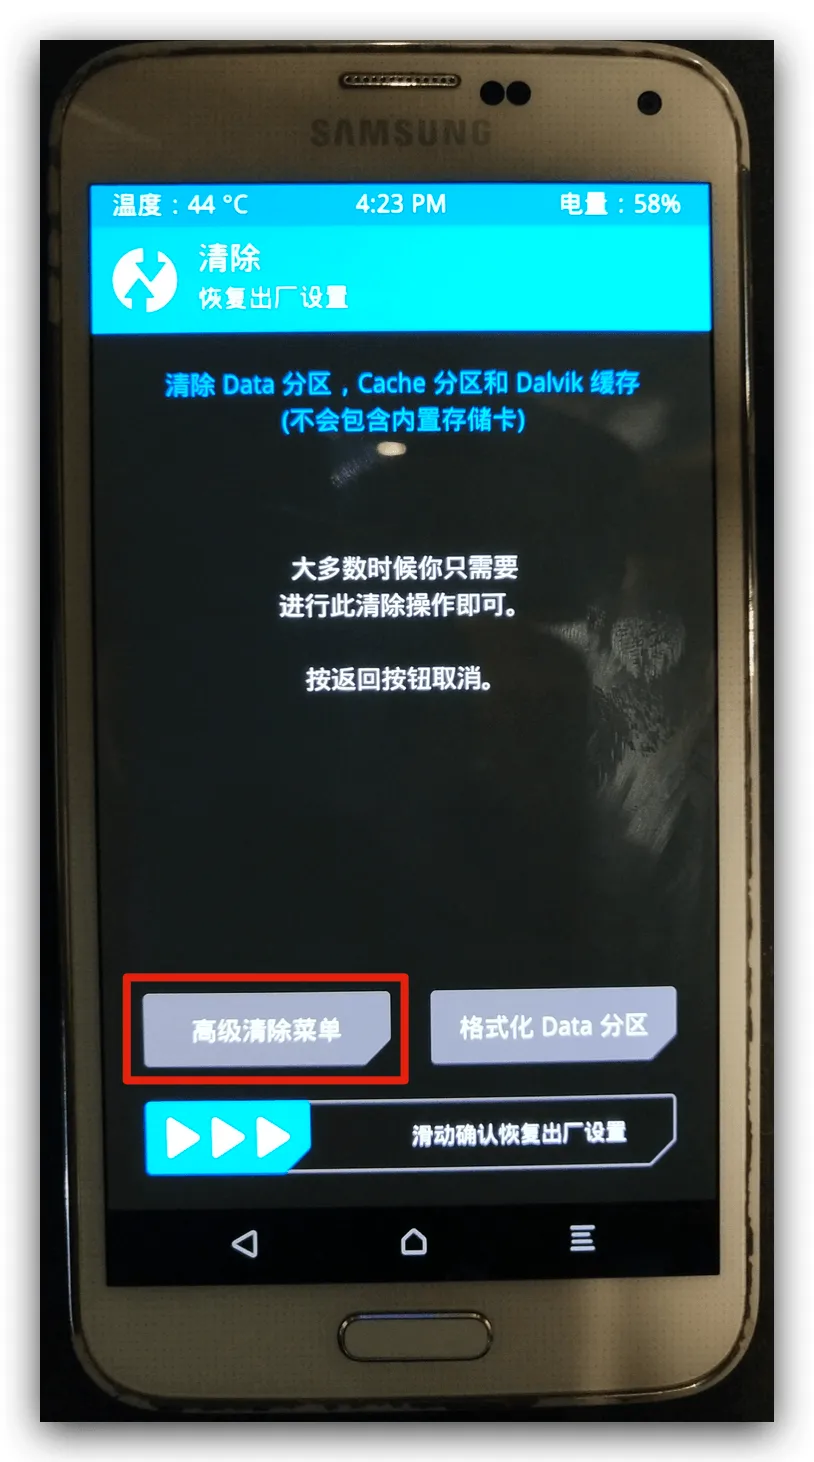 SAMSUNG
温度：44 °C
4:23 PM
电量：58%
清除
恢复出厂设置
清除 Data 分区，Cache 分区和 Dalvik 缓存
(不会包含内置存储卡)
大多数时候你只需要
进行此清除操作即可。
按返回按钮取消。
高级清除菜单
格式化 Data 分区
滑动确认恢复出厂设置